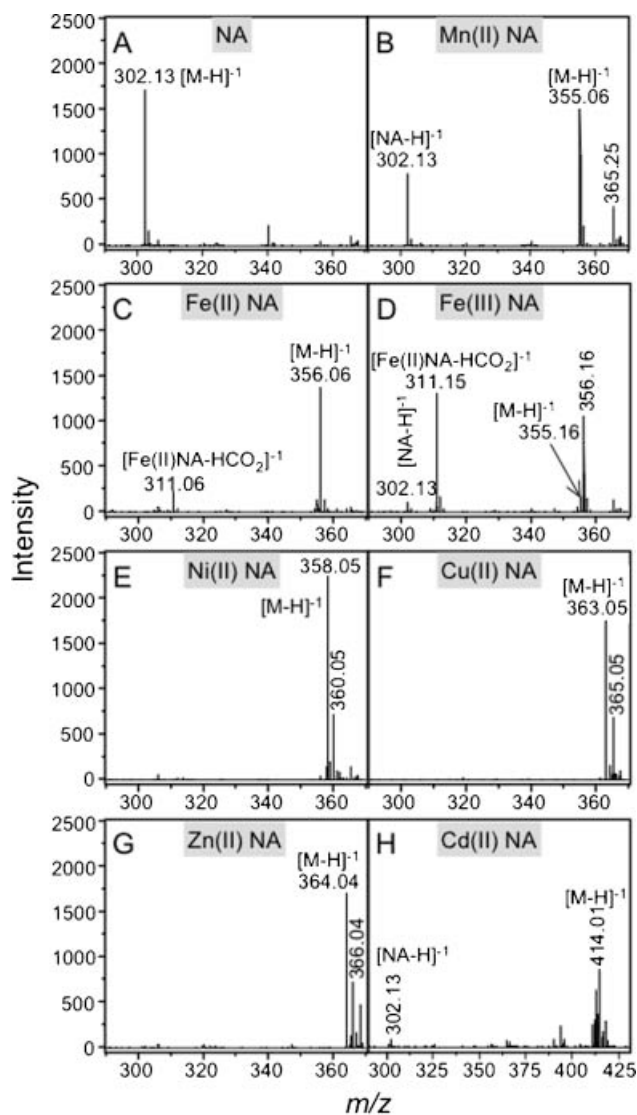 A
NA
2500
2000
1500
1000
500
0
302.13 [M-H]-1
300
320
340
360
B
Mn(II) NA
[M-H]-1
355.06
[NA-H]-1
302.13
365.25
300
320
340
360
2500
2000
1500
1000
500
0
C
Fe(II) NA
[M-H]-1
356.06
[Fe(II)NA-HCO2]-1
311.06
300
320
340
360
D
Fe(III) NA
[Fe(II)NA-HCO2]-1
311.15
[NA-H]-1
302.13
[M-H]-1
355.16
356.16
300
320
340
360
Intensity
2500
2000
1500
1000
500
0
E
Ni(II) NA
358.05
[M-H]-1
360.05
300
320
340
360
F
Cu(II) NA
[M-H]-1
363.05
365.05
300
320
340
360
2500
2000
1500
1000
500
0
G
Zn(II) NA
[M-H]-1
364.04
366.04
300
320
340
360
H
Cd(II) NA
[M-H]-1
414.01
[NA-H]-1
302.13
300
325
350
375
400
425
m/z